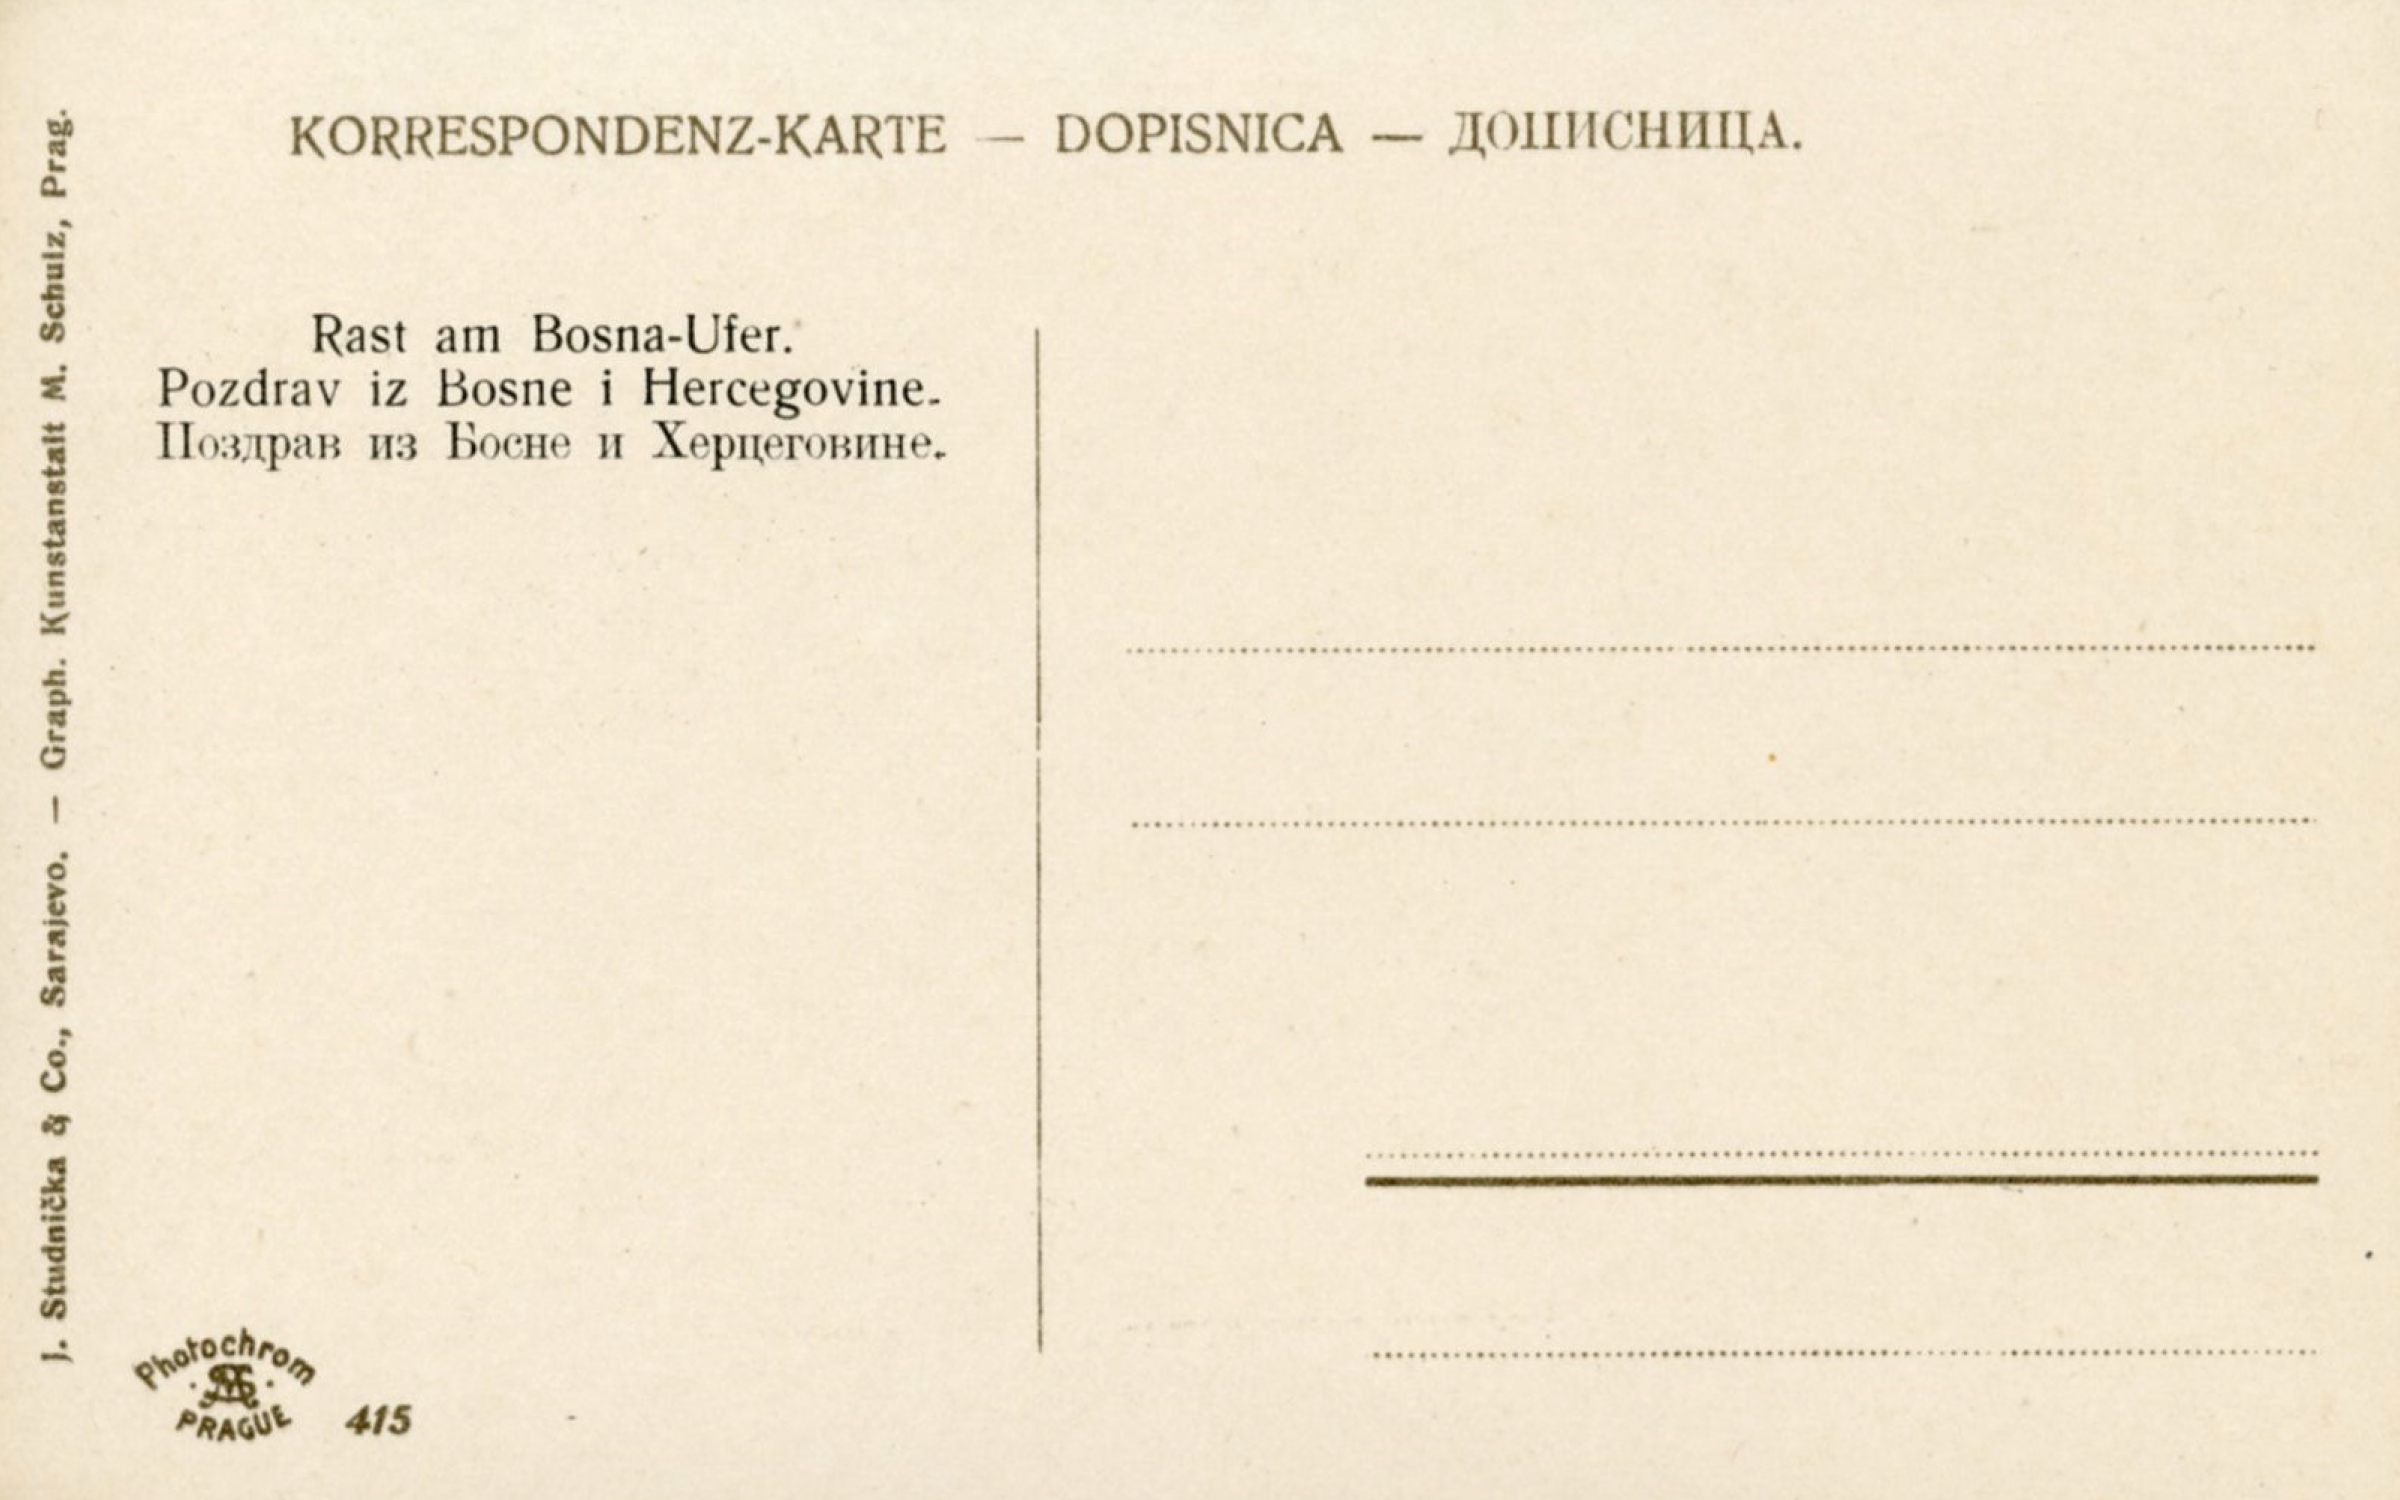 KORRESPONDENZ-KARTE — DOPISNICA — ДОПИСНИЦА.
Rast am Bosna-Ufer.
Pozdrav iz Bosne i Hercegovine.
Поздрав из Босне и Херцеговине.
J. Studnička & Co., Sarajevo. — Graph. Kunstanstalt M. Schulz, Prag.
Photochrom
PRAGUE
415